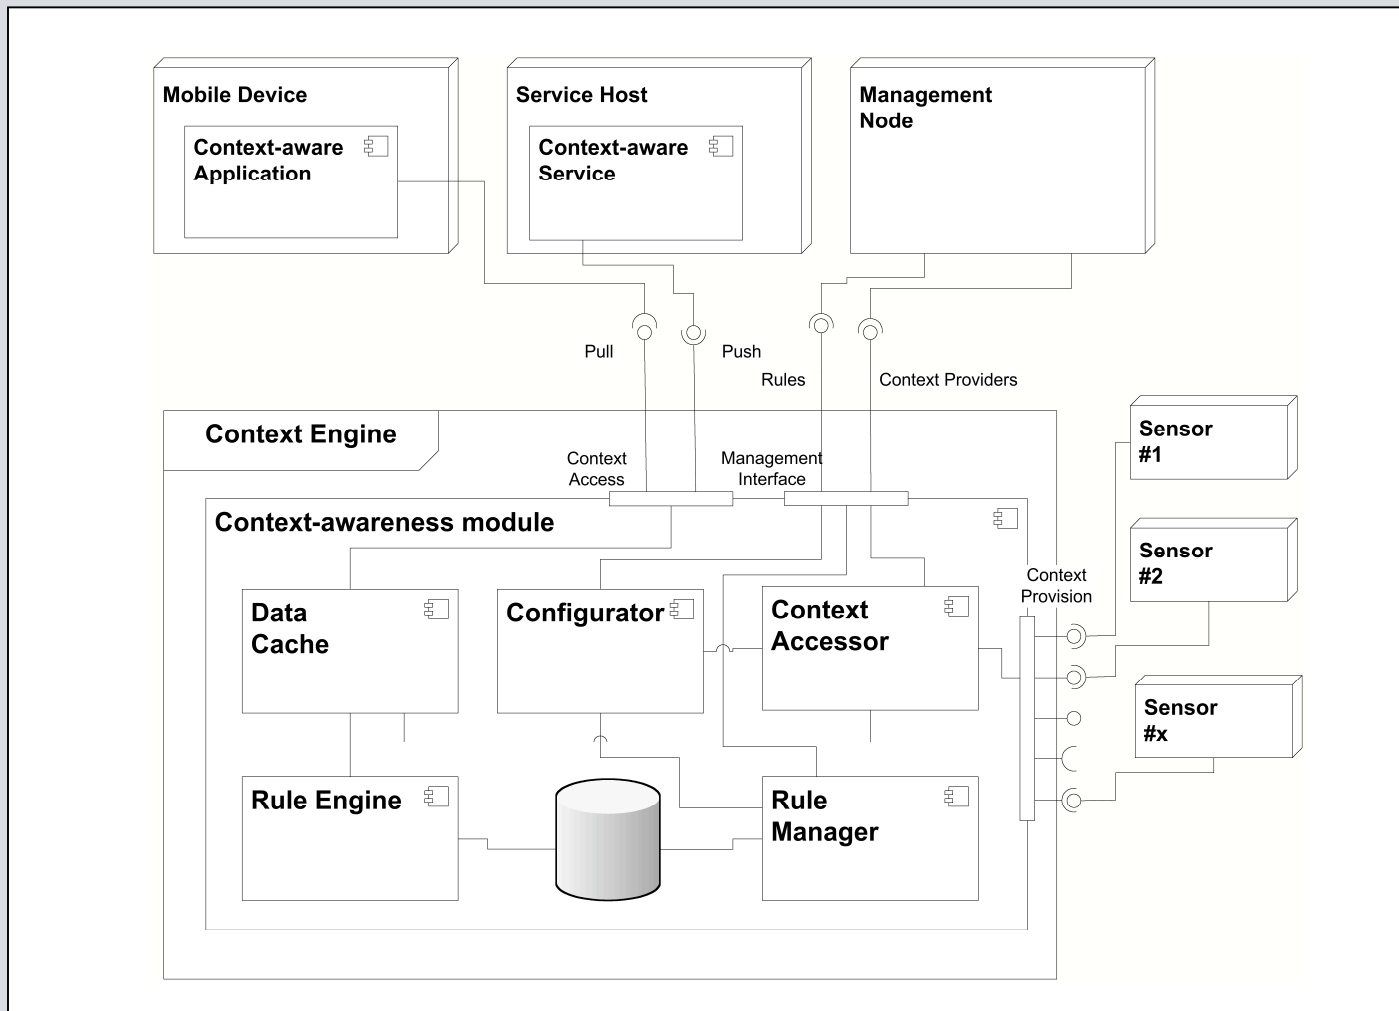 Mobile Device
Context-aware
Application
Service Host
Context-aware
Service
Management
Node
Pull
Push
Rules
Context Providers
Context Engine
Context
Access
Management
Interface
Sensor
#1
Context-awareness module
Sensor
#2
Context
Provision
Data
Cache
Configurator
Context
Accessor
Sensor
#x
Rule Engine
Rule
Manager